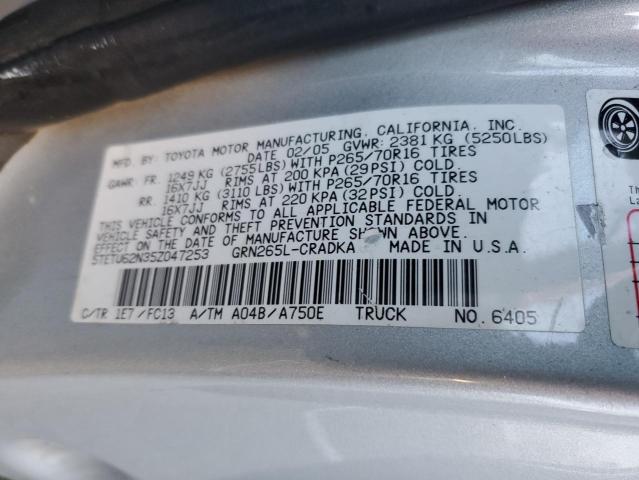 MFD. BY: TOYOTA MOTOR MANUFACTURING, CALIFORNIA, INC.
DATE 02/05 GVWR: 2381 KG (5250LBS)
GAWR: FR. 1249 KG (2755LBS) WITH P265/70R16 TIRES
16X7JJ RIMS AT 200 KPA (29 PSI) COLD.
RR. 1410 KG (3110 LBS) WITH P265/70R16 TIRES
16X7JJ RIMS AT 220 KPA (32 PSI) COLD.
THIS VEHICLE CONFORMS TO ALL APPLICABLE FEDERAL MOTOR
VEHICLE SAFETY AND THEFT PREVENTION STANDARDS IN
EFFECT ON THE DATE OF MANUFACTURE SHOWN ABOVE.
5TETU62N35Z047253 GRN265L-CRADKA MADE IN U.S.A.
C/TR 1E7 /FC13 A/TM A04B/A750E TRUCK NO. 6405